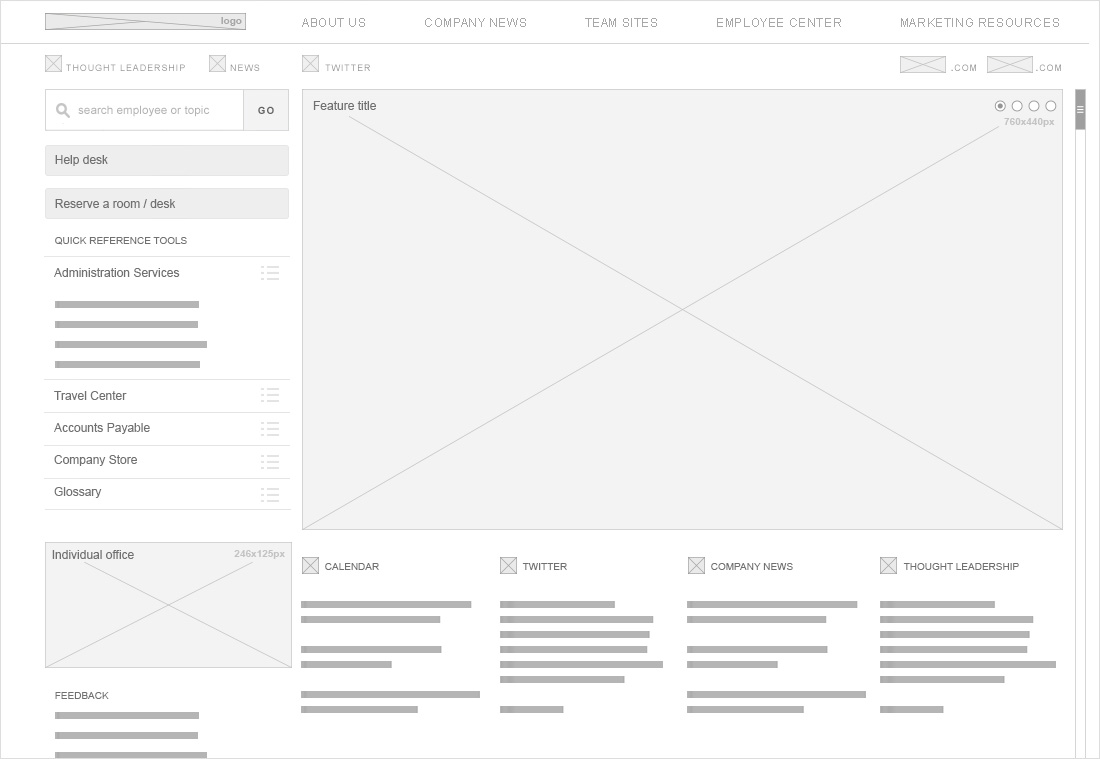 logo
ABOUT US
COMPANY NEWS
TEAM SITES
EMPLOYEE CENTER
MARKETING RESOURCES
THOUGHT LEADERSHIP
NEWS
TWITTER
.COM
.COM
search employee or topic
GO
Help desk
Reserve a room / desk
QUICK REFERENCE TOOLS
Administration Services
Travel Center
Accounts Payable
Company Store
Glossary
Individual office
246x125px
FEEDBACK
Feature title
760x440px
CALENDAR
TWITTER
COMPANY NEWS
THOUGHT LEADERSHIP